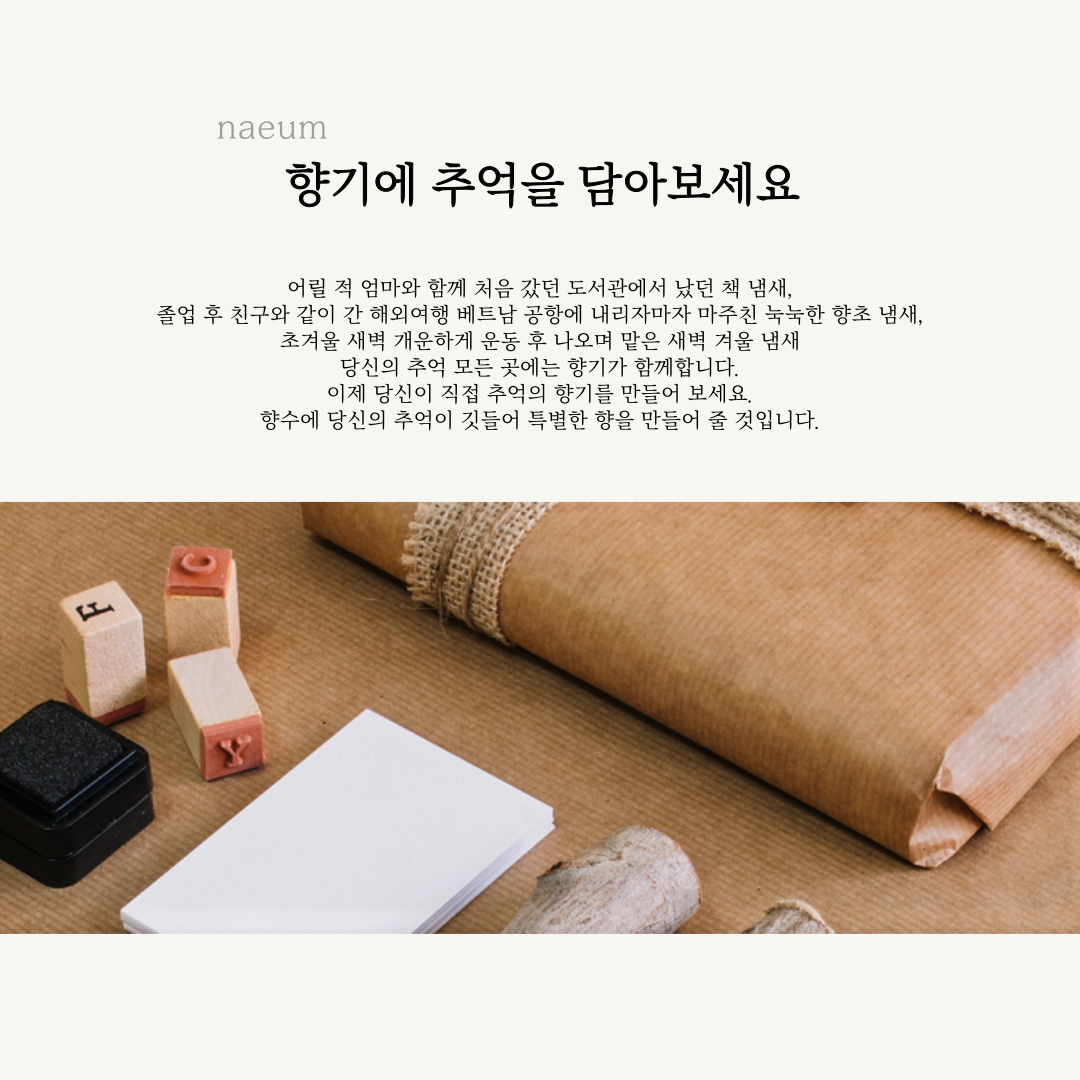 naeum
향기에 추억을 담아보세요
어릴 적 엄마와 함께 처음 갔던 도서관에서 났던 책 냄새,
졸업 후 친구와 같이 간 해외여행 베트남 공항에 내리자마자 마주친 눅눅한 향초 냄새,
초겨울 새벽 개운하게 운동 후 나오며 맡은 새벽 겨울 냄새
당신의 추억 모든 곳에는 향기가 함께합니다.
이제 당신이 직접 추억의 향기를 만들어 보세요.
향수에 당신의 추억이 깃들어 특별한 향을 만들어 줄 것입니다.
C
F
Y